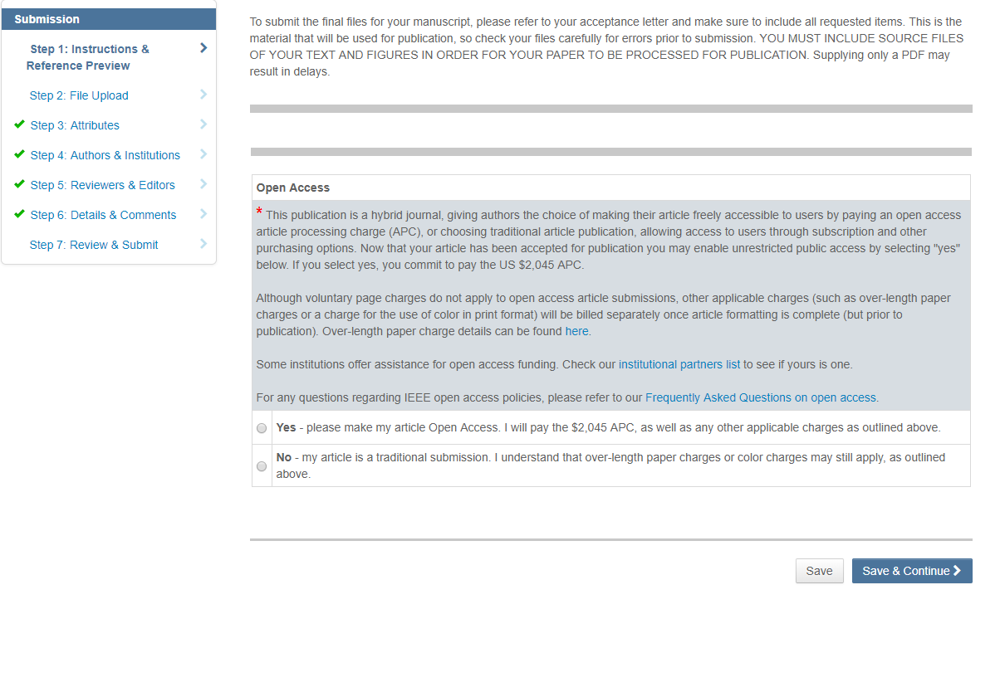 Submission
Step 1: Instructions &
Reference Preview
Step 2: File Upload
Step 3: Attributes
Step 4: Authors & Institutions
Step 5: Reviewers & Editors
Step 6: Details & Comments
Step 7: Review & Submit
To submit the final files for your manuscript, please refer to your acceptance letter and make sure to include all requested items. This is the
material that will be used for publication, so check your files carefully for errors prior to submission. YOU MUST INCLUDE SOURCE FILES
OF YOUR TEXT AND FIGURES IN ORDER FOR YOUR PAPER TO BE PROCESSED FOR PUBLICATION. Supplying only a PDF may
result in delays.
Open Access
* This publication is a hybrid journal, giving authors the choice of making their article freely accessible to users by paying an open access
article processing charge (APC), or choosing traditional article publication, allowing access to users through subscription and other
purchasing options. Now that your article has been accepted for publication you may enable unrestricted public access by selecting "yes"
below. If you select yes, you commit to pay the US $2,045 APC.
Although voluntary page charges do not apply to open access article submissions, other applicable charges (such as over-length paper
charges or a charge for the use of color in print format) will be billed separately once article formatting is complete (but prior to
publication). Over-length paper charge details can be found here.
Some institutions offer assistance for open access funding. Check our institutional partners list to see if yours is one.
For any questions regarding IEEE open access policies, please refer to our Frequently Asked Questions on open access.
Yes - please make my article Open Access. I will pay the $2,045 APC, as well as any other applicable charges as outlined above.
No - my article is a traditional submission. I understand that over-length paper charges or color charges may still apply, as outlined
above.
Save
Save & Continue